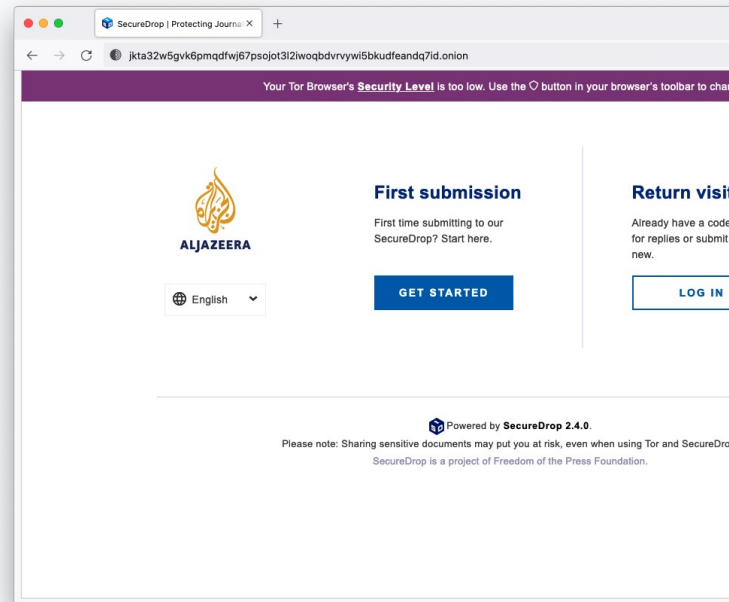 SecureDrop | Protecting Journal
jkta32w5gvk6pmqdfwj67psojot3l2iwoqbdvrvywi5bkudfeandq7id.onion
Your Tor Browser's Security Level is too low. Use the button in your browser's toolbar to chan
ALJAZEERA
English
First submission
First time submitting to our
SecureDrop? Start here.
GET STARTED
Return visit
Already have a code
for replies or submit
new.
LOG IN
Powered by SecureDrop 2.4.0.
Please note: Sharing sensitive documents may put you at risk, even when using Tor and SecureDro
SecureDrop is a project of Freedom of the Press Foundation.